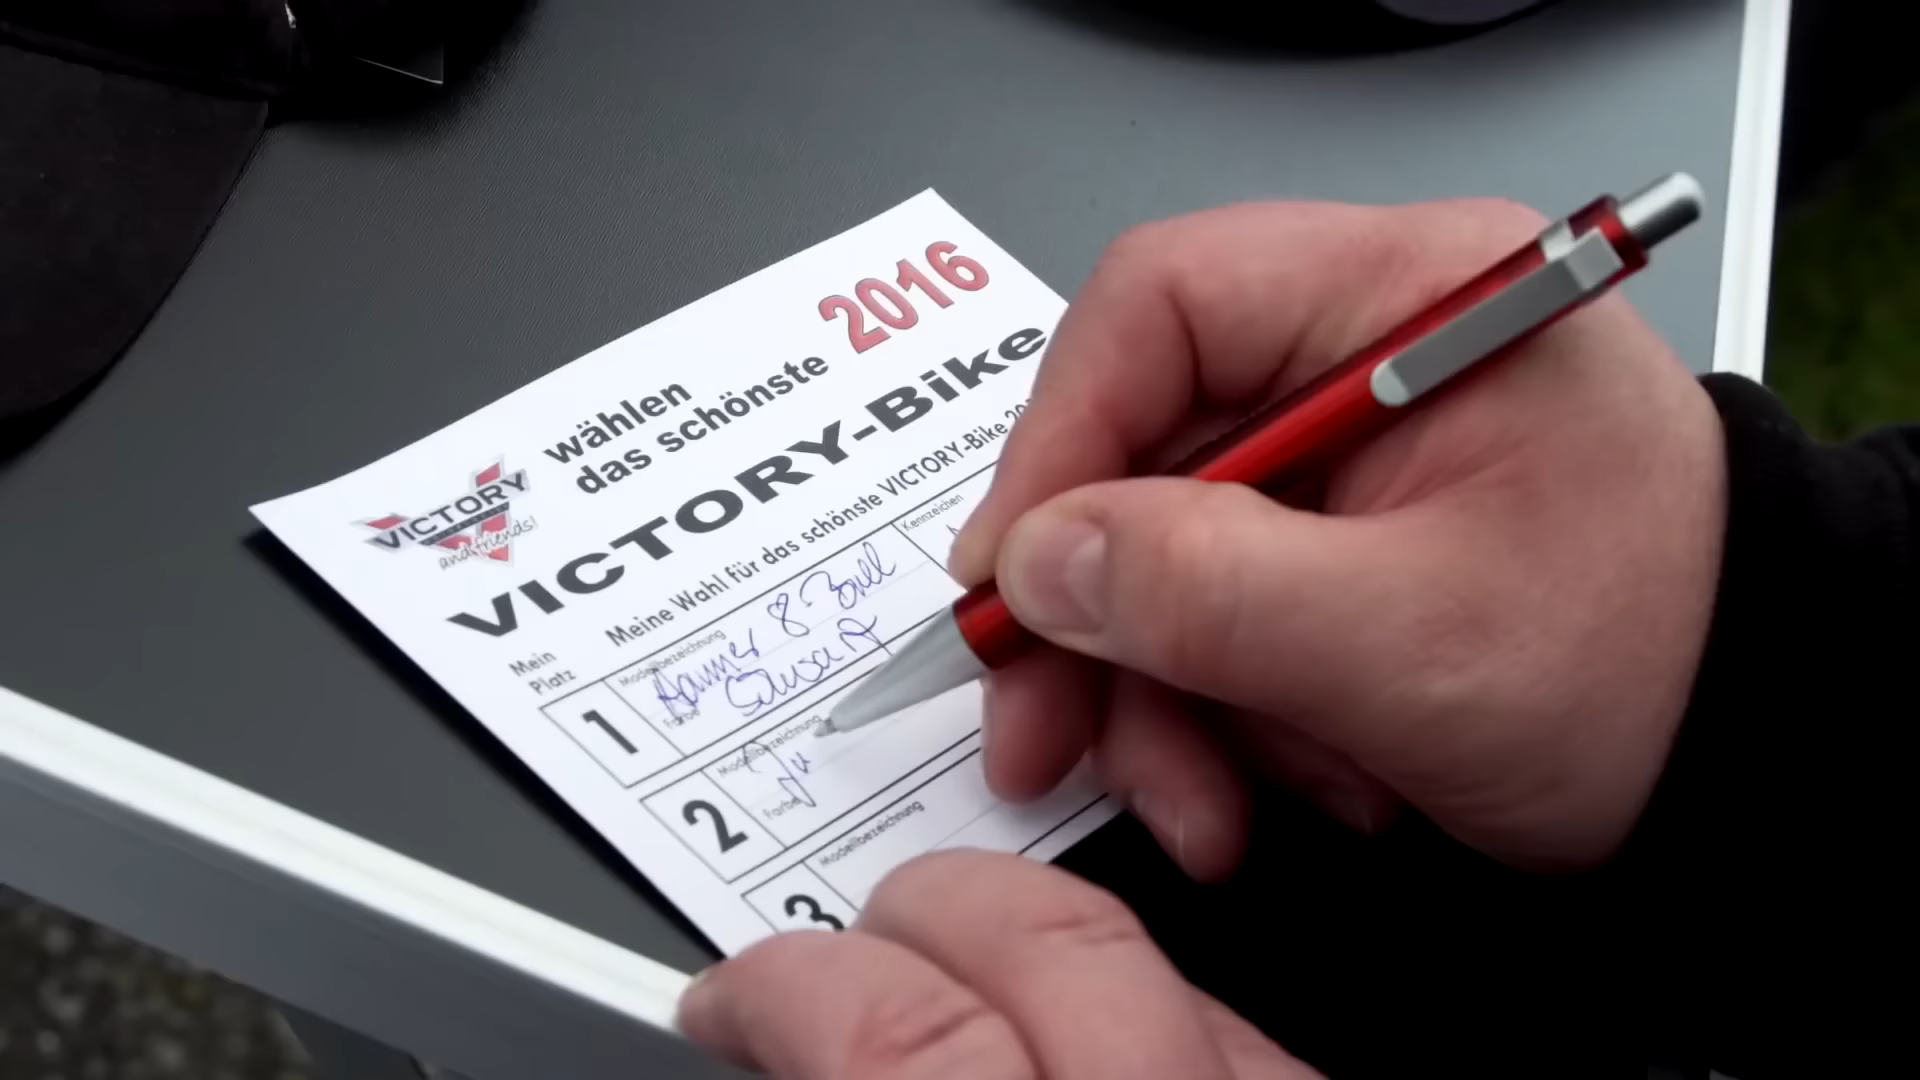 2016
wählen
das schönste
VICTORY-Bike
VICTORY
and friends!
Meine Wahl für das schönste VICTORY-Bike
Mein
Platz
Modellbezeichnung
Kennzeichen
1
Hammer 8-Ball
Farbe
Schwarz
Modellbezeichnung
2
Farbe
Modellbezeichnung
3